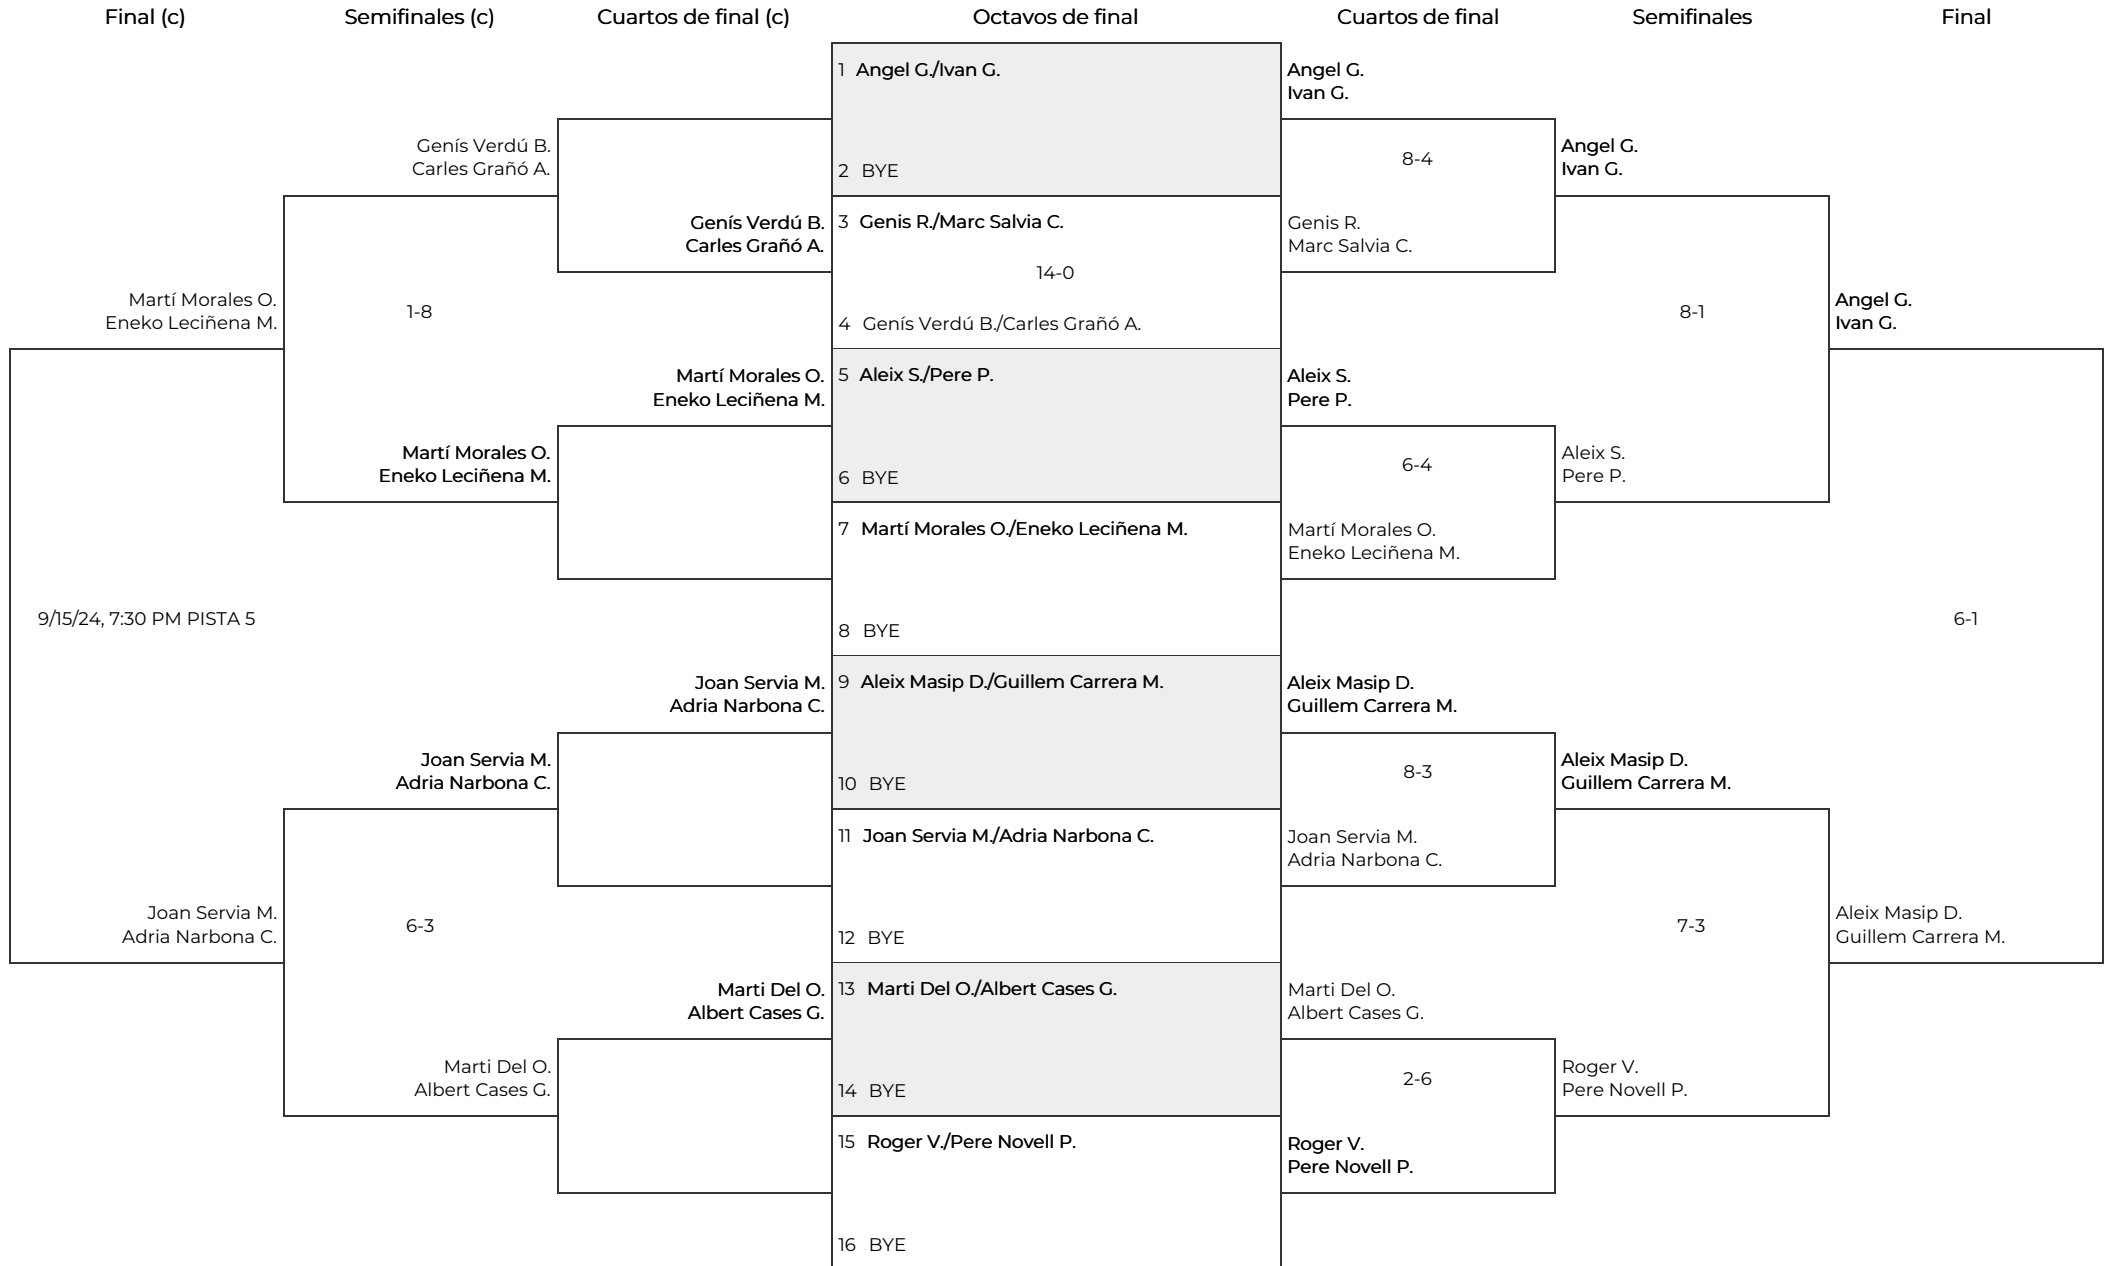 Final (c)
Semifinales (c)
Cuartos de final (c)
Octavos de final
Cuartos de final
Semifinales
Final
Martí Morales O.
Eneko Leciñena M.
9/15/24, 7:30 PM PISTA 5
Joan Servia M.
Adria Narbona C.
Genís Verdú B.
Carles Grañó A.
1-8
Martí Morales O.
Eneko Leciñena M.
Joan Servia M.
Adria Narbona C.
6-3
Marti Del O.
Albert Cases G.
Genís Verdú B.
Carles Grañó A.
Martí Morales O.
Eneko Leciñena M.
Joan Servia M.
Adria Narbona C.
Marti Del O.
Albert Cases G.
1 Angel G./Ivan G.
2 BYE
3 Genis R./Marc Salvia C.
14-0
4 Genís Verdú B./Carles Grañó A.
5 Aleix S./Pere P.
6 BYE
7 Martí Morales O./Eneko Leciñena M.
8 BYE
9 Aleix Masip D./Guillem Carrera M.
10 BYE
11 Joan Servia M./Adria Narbona C.
12 BYE
13 Marti Del O./Albert Cases G.
14 BYE
15 Roger V./Pere Novell P.
16 BYE
Angel G.
Ivan G.
8-4
Genis R.
Marc Salvia C.
Aleix S.
Pere P.
6-4
Martí Morales O.
Eneko Leciñena M.
Aleix Masip D.
Guillem Carrera M.
8-3
Joan Servia M.
Adria Narbona C.
Marti Del O.
Albert Cases G.
2-6
Roger V.
Pere Novell P.
Angel G.
Ivan G.
8-1
Aleix S.
Pere P.
Aleix Masip D.
Guillem Carrera M.
7-3
Roger V.
Pere Novell P.
Angel G.
Ivan G.
6-1
Aleix Masip D.
Guillem Carrera M.